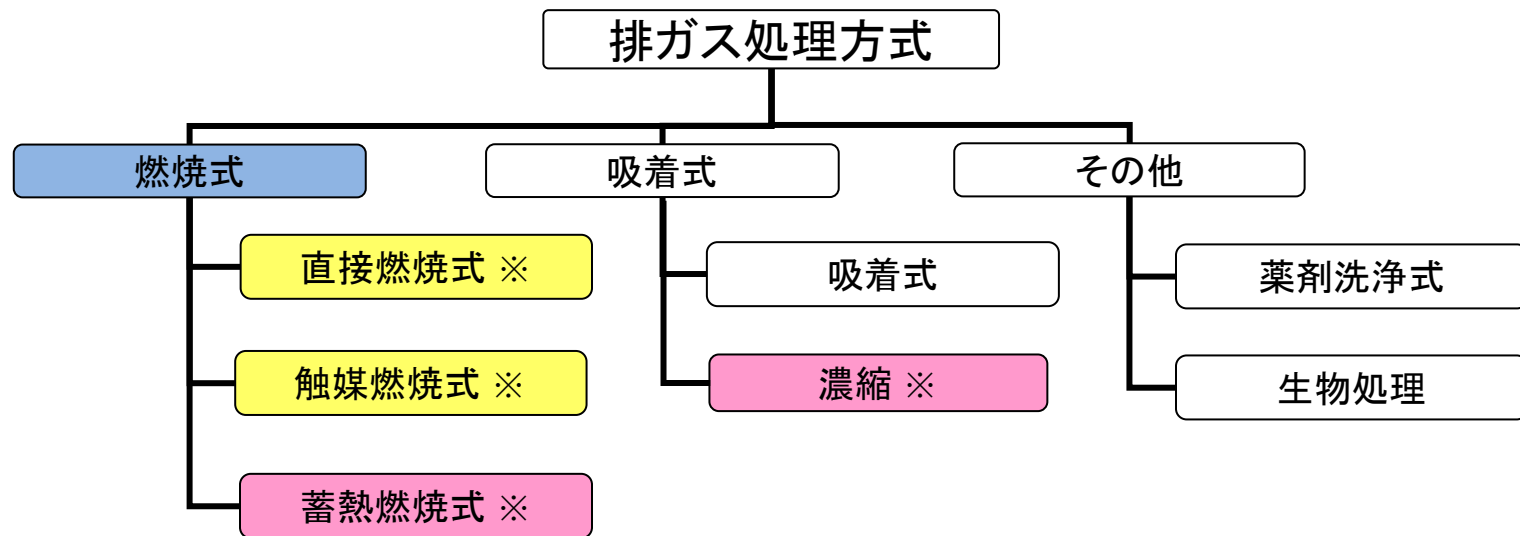 排ガス処理方式
燃焼式
吸着式
その他
直接燃焼式 ※
触媒燃焼式 ※
蓄熱燃焼式 ※
吸着式
濃縮 ※
薬剤洗浄式
生物処理